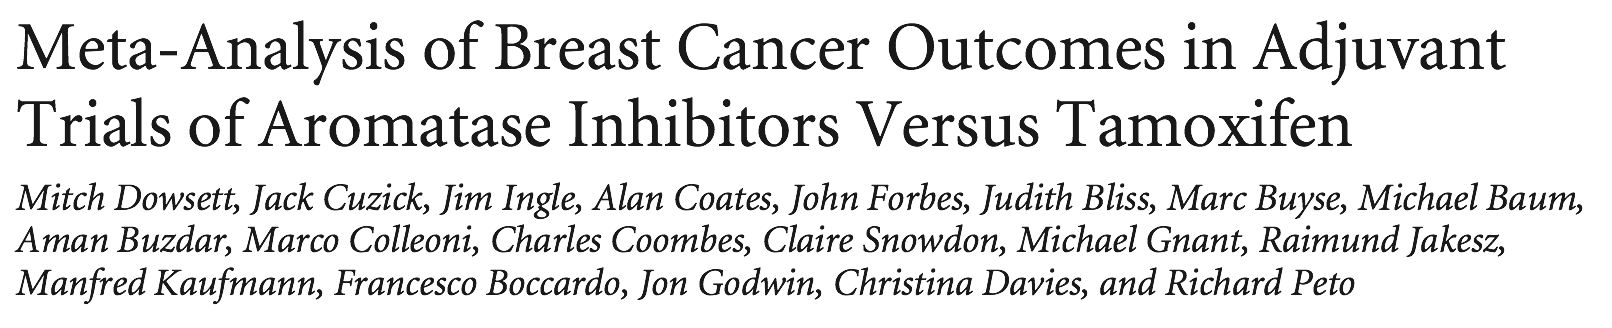 Meta-Analysis of Breast Cancer Outcomes in Adjuvant
Trials of Aromatase Inhibitors Versus Tamoxifen
Mitch Dowsett, Jack Cuzick, Jim Ingle, Alan Coates, John Forbes, Judith Bliss, Marc Buyse, Michael Baum,
Aman Buzdar, Marco Colleoni, Charles Coombes, Claire Snowdon, Michael Gnant, Raimund Jakesz,
Manfred Kaufmann, Francesco Boccardo, Jon Godwin, Christina Davies, and Richard Peto